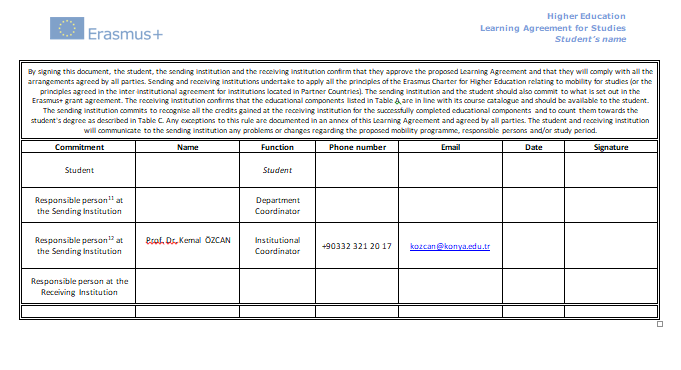 Erasmus+
Higher Education
Learning Agreement for Studies
Student's name
By signing this document, the student, the sending institution and the receiving institution confirm that they approve the proposed Learning Agreement and that they will comply with all the
arrangements agreed by all parties. Sending and receiving institutions undertake to apply all the principles of the Erasmus Charter for Higher Education relating to mobility for studies (or the
principles agreed in the inter-institutional agreement for institutions located in Partner Countries). The sending institution and the student should also commit to what is set out in the
Erasmus+ grant agreement. The receiving institution confirms that the educational components listed in Table A are in line with its course catalogue and should be available to the student.
The sending institution commits to recognise all the credits gained at the receiving institution for the successfully completed educational components and to count them towards the
student's degree as described in Table C. Any exceptions to this rule are documented in an annex of this Learning Agreement and agreed by all parties. The student and receiving institution
will communicate to the sending institution any problems or changes regarding the proposed mobility programme, responsible persons and/or study period.
Commitment Name Function Phone number Email Date Signature
Student Student
Responsible person11 at
the Sending Institution
Department
Coordinator
Responsible person12 at
the Sending Institution
Prof. Dr. Kemal ÖZCAN
Institutional
Coordinator
+90332 321 20 17
kozcan@konya.edu.tr
Responsible person at the
Receiving Institution